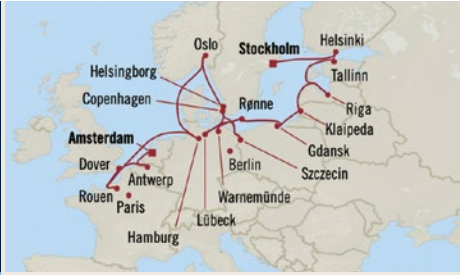 Oslo
Helsinki
Stockholm
Helsingborg
Tallinn
Copenhagen
Rønne
Riga
Klaipeda
Amsterdam
Gdansk
Dover
Berlin
Szczecin
Antwerp
Warnemünde
Rouen
Paris
Lübeck
Hamburg